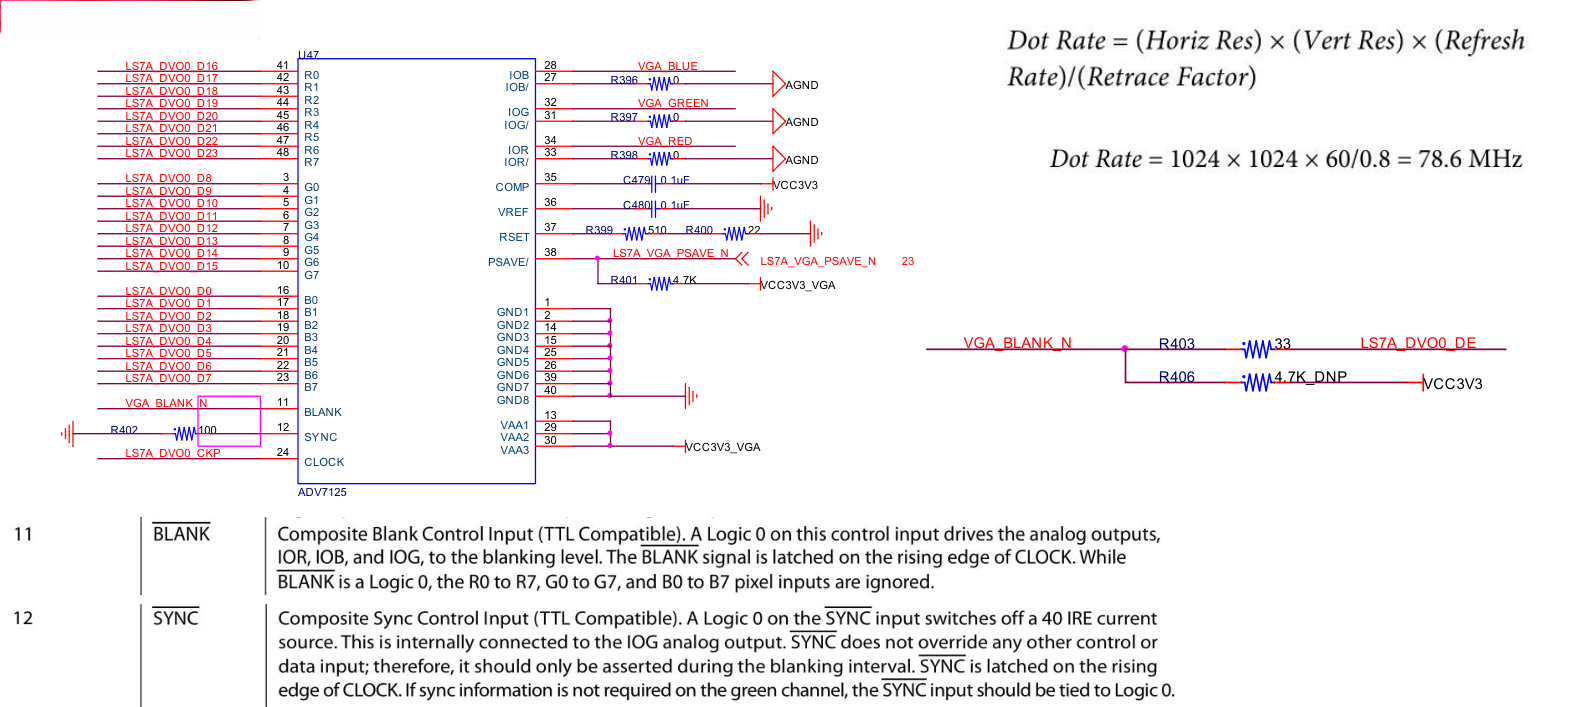 U47
LS7A_DVO0_D16 41 R0
LS7A_DVO0_D17 42 R1
LS7A_DVO0_D18 43 R2
LS7A_DVO0_D19 44 R3
LS7A_DVO0_D20 45 R4
LS7A_DVO0_D21 46 R5
LS7A_DVO0_D22 47 R6
LS7A_DVO0_D23 48 R7
LS7A_DVO0_D8 3 G0
LS7A_DVO0_D9 4 G1
LS7A_DVO0_D10 5 G2
LS7A_DVO0_D11 6 G3
LS7A_DVO0_D12 7 G4
LS7A_DVO0_D13 8 G5
LS7A_DVO0_D14 9 G6
LS7A_DVO0_D15 10 G7
LS7A_DVO0_D0 16 B0
LS7A_DVO0_D1 17 B1
LS7A_DVO0_D2 18 B2
LS7A_DVO0_D3 19 B3
LS7A_DVO0_D4 20 B4
LS7A_DVO0_D5 21 B5
LS7A_DVO0_D6 22 B6
LS7A_DVO0_D7 23 B7
VGA_BLANK_N 11 BLANK
R402 100 12 SYNC
LS7A_DVO0_CKP 24 CLOCK
IOB 28 VGA_BLUE
IOB/ 27 R396 0 AGND
IOG 32 VGA_GREEN
IOG/ 31 R397 0 AGND
IOR 34 VGA_RED
IOR/ 33 R398 0 AGND
COMP 35 C479 0.1uF VCC3V3
VREF 36 C480 0.1uF
RSET 37 R399 510 R400 22
PSAVE/ 38 LS7A_VGA_PSAVE_N LS7A_VGA_PSAVE_N 23
R401 4.7K VCC3V3_VGA
GND1 1
GND2 2
GND3 14
GND4 15
GND5 25
GND6 26
GND7 39
GND8 40
VAA1 13
VAA2 29
VAA3 30 VCC3V3_VGA
ADV7125
Dot Rate = (Horiz Res) × (Vert Res) × (Refresh
Rate)/(Retrace Factor)
Dot Rate = 1024 × 1024 × 60/0.8 = 78.6 MHz
VGA_BLANK_N R403 33 LS7A_DVO0_DE
R406 4.7K_DNP VCC3V3
11 BLANK Composite Blank Control Input (TTL Compatible). A Logic 0 on this control input drives the analog outputs,
IOR, IOB, and IOG, to the blanking level. The BLANK signal is latched on the rising edge of CLOCK. While
BLANK is a Logic 0, the R0 to R7, G0 to G7, and B0 to B7 pixel inputs are ignored.
12 SYNC Composite Sync Control Input (TTL Compatible). A Logic 0 on the SYNC input switches off a 40 IRE current
source. This is internally connected to the IOG analog output. SYNC does not override any other control or
data input; therefore, it should only be asserted during the blanking interval. SYNC is latched on the rising
edge of CLOCK. If sync information is not required on the green channel, the SYNC input should be tied to Logic 0.